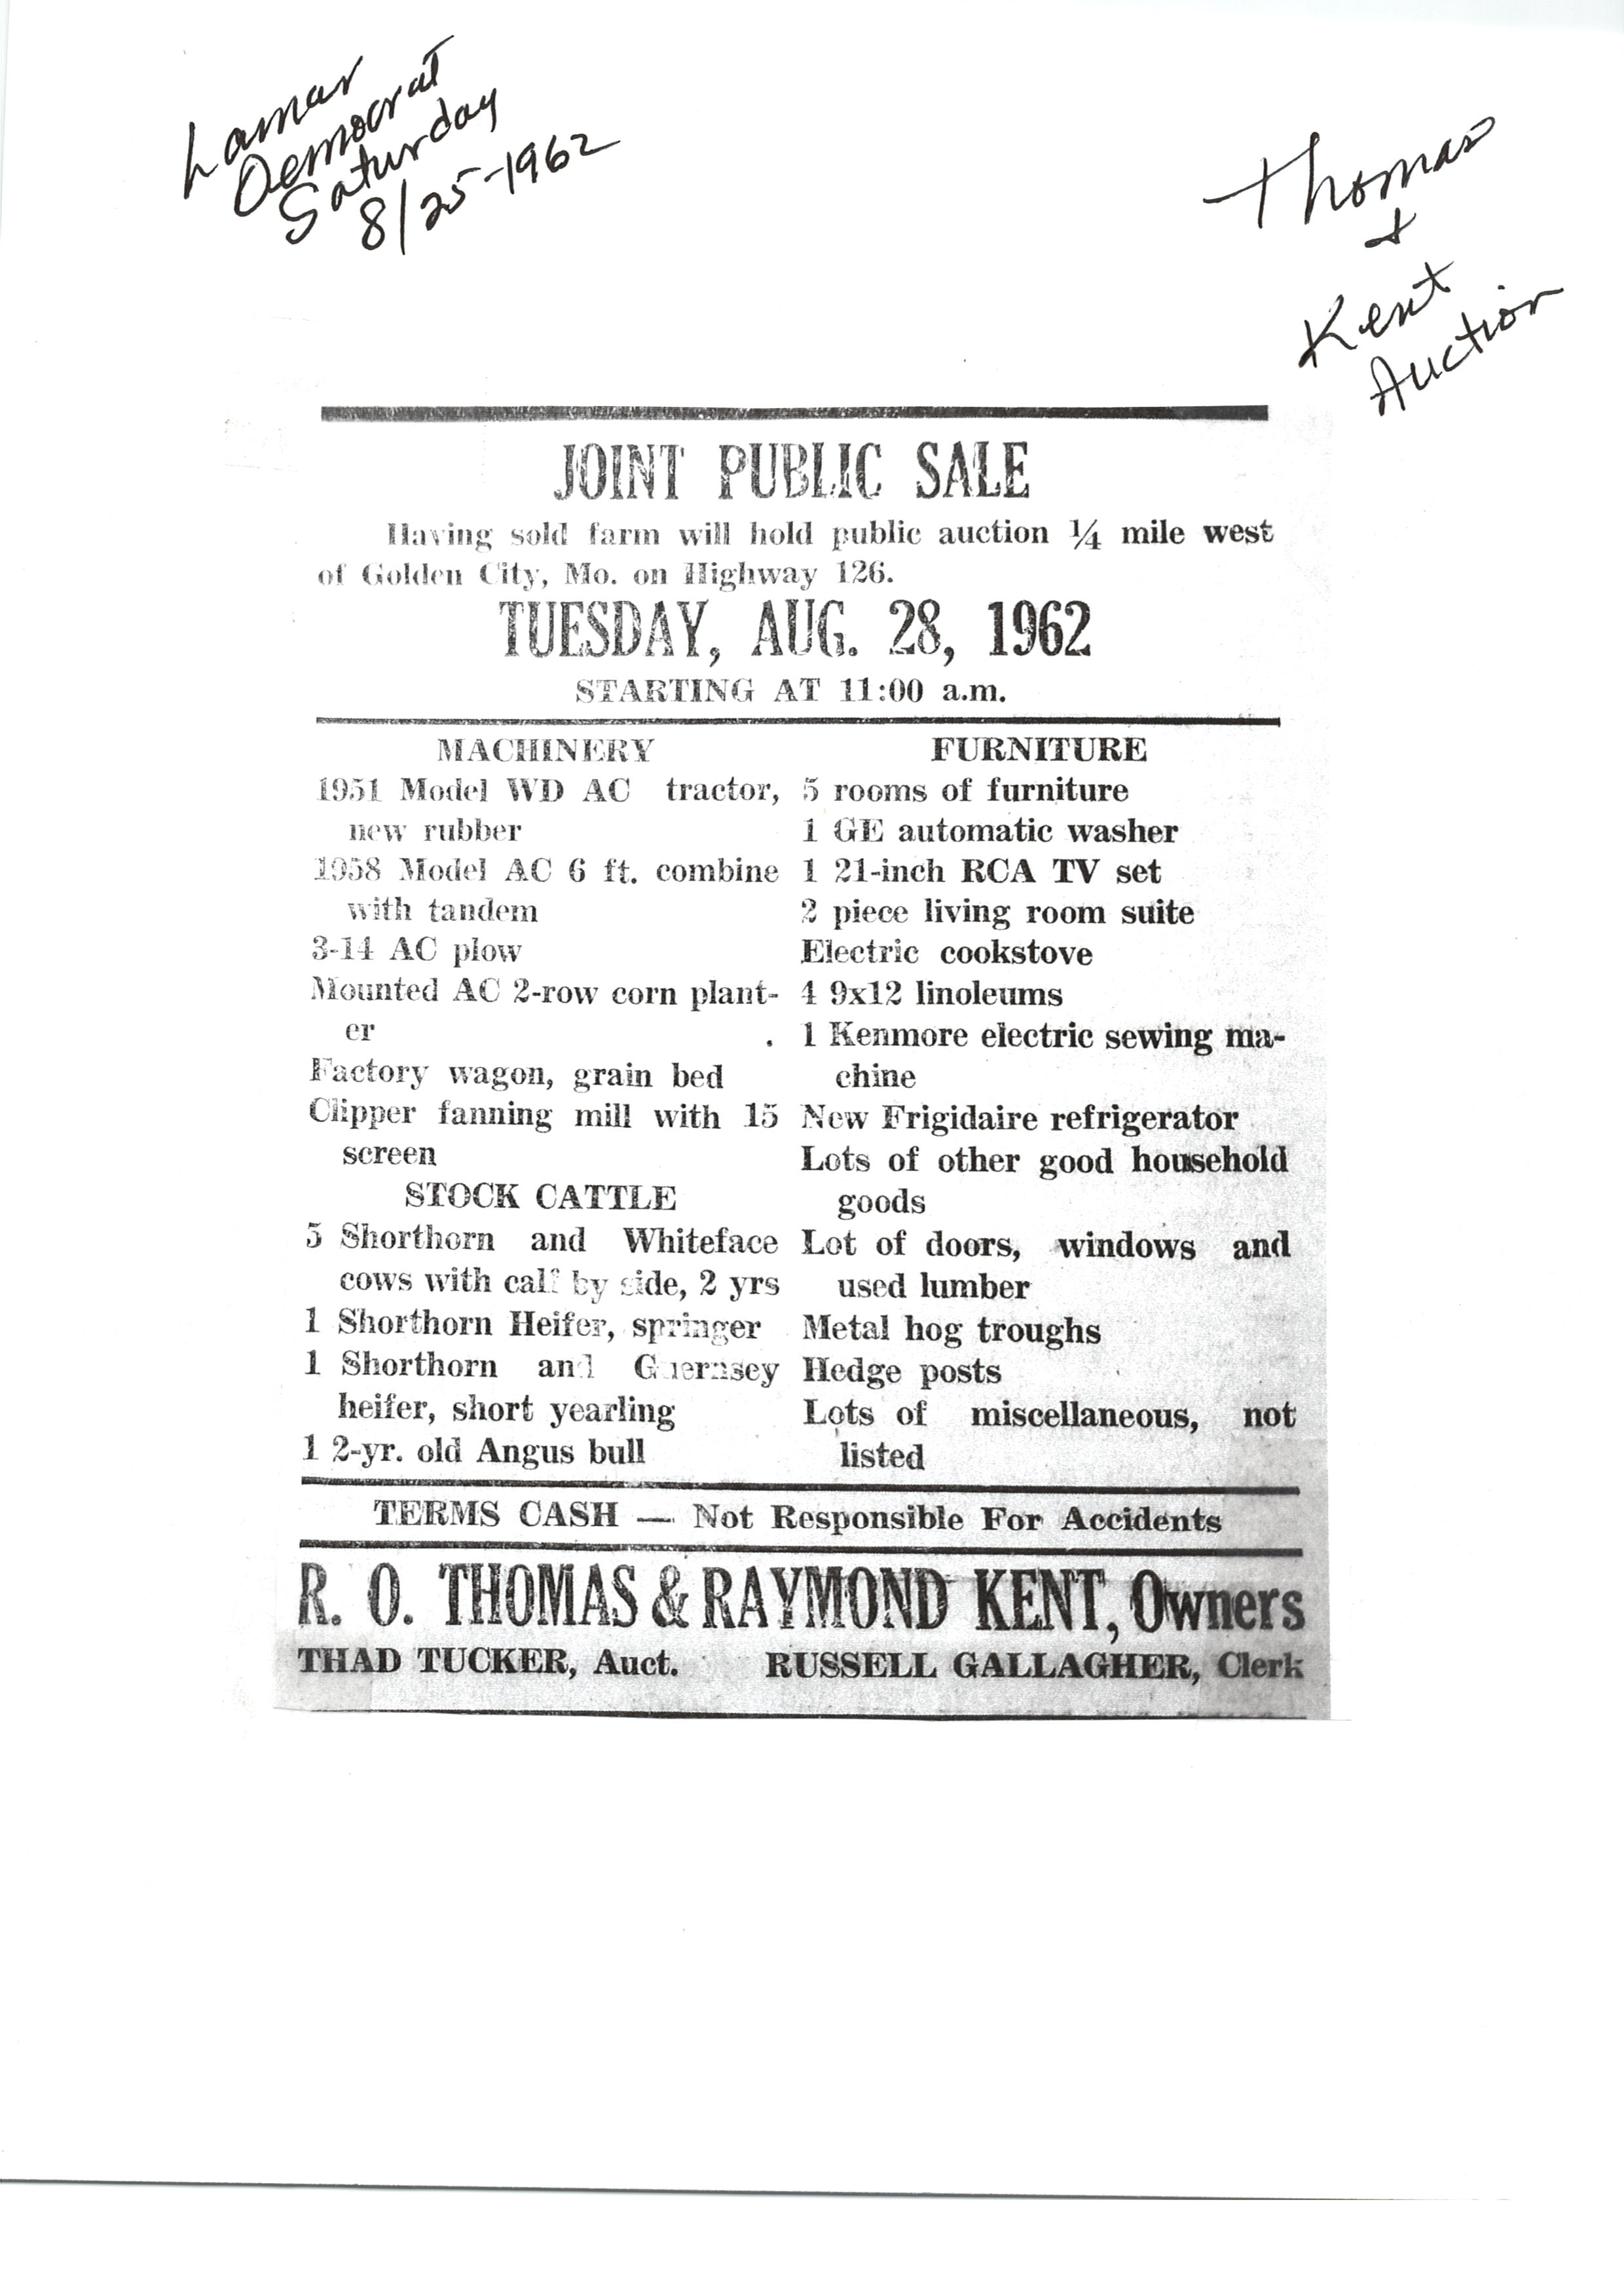 Lamar
Democrat
Saturday
8/25-1962
Thomas
+
Kent
Auction
JOINT PUBLIC SALE
Having sold farm will hold public auction ¼ mile west
of Golden City, Mo. on Highway 126.
TUESDAY, AUG. 28, 1962
STARTING AT 11:00 a.m.
MACHINERY
1951 Model WD AC tractor,
new rubber
1958 Model AC 6 ft. combine
with tandem
3-14 AC plow
Mounted AC 2-row corn plant-
er
Factory wagon, grain bed
Clipper fanning mill with 15
screen
STOCK CATTLE
5 Shorthorn and Whiteface
cows with calf by side, 2 yrs
1 Shorthorn Heifer, springer
1 Shorthorn and Guernsey
heifer, short yearling
1 2-yr. old Angus bull
FURNITURE
5 rooms of furniture
1 GE automatic washer
1 21-inch RCA TV set
2 piece living room suite
Electric cookstove
4 9x12 linoleums
1 Kenmore electric sewing ma-
chine
New Frigidaire refrigerator
Lots of other good household
goods
Lot of doors, windows and
used lumber
Metal hog troughs
Hedge posts
Lots of miscellaneous, not
listed
TERMS CASH — Not Responsible For Accidents
R. O. THOMAS & RAYMOND KENT, Owners
THAD TUCKER, Auct. RUSSELL GALLAGHER, Clerk